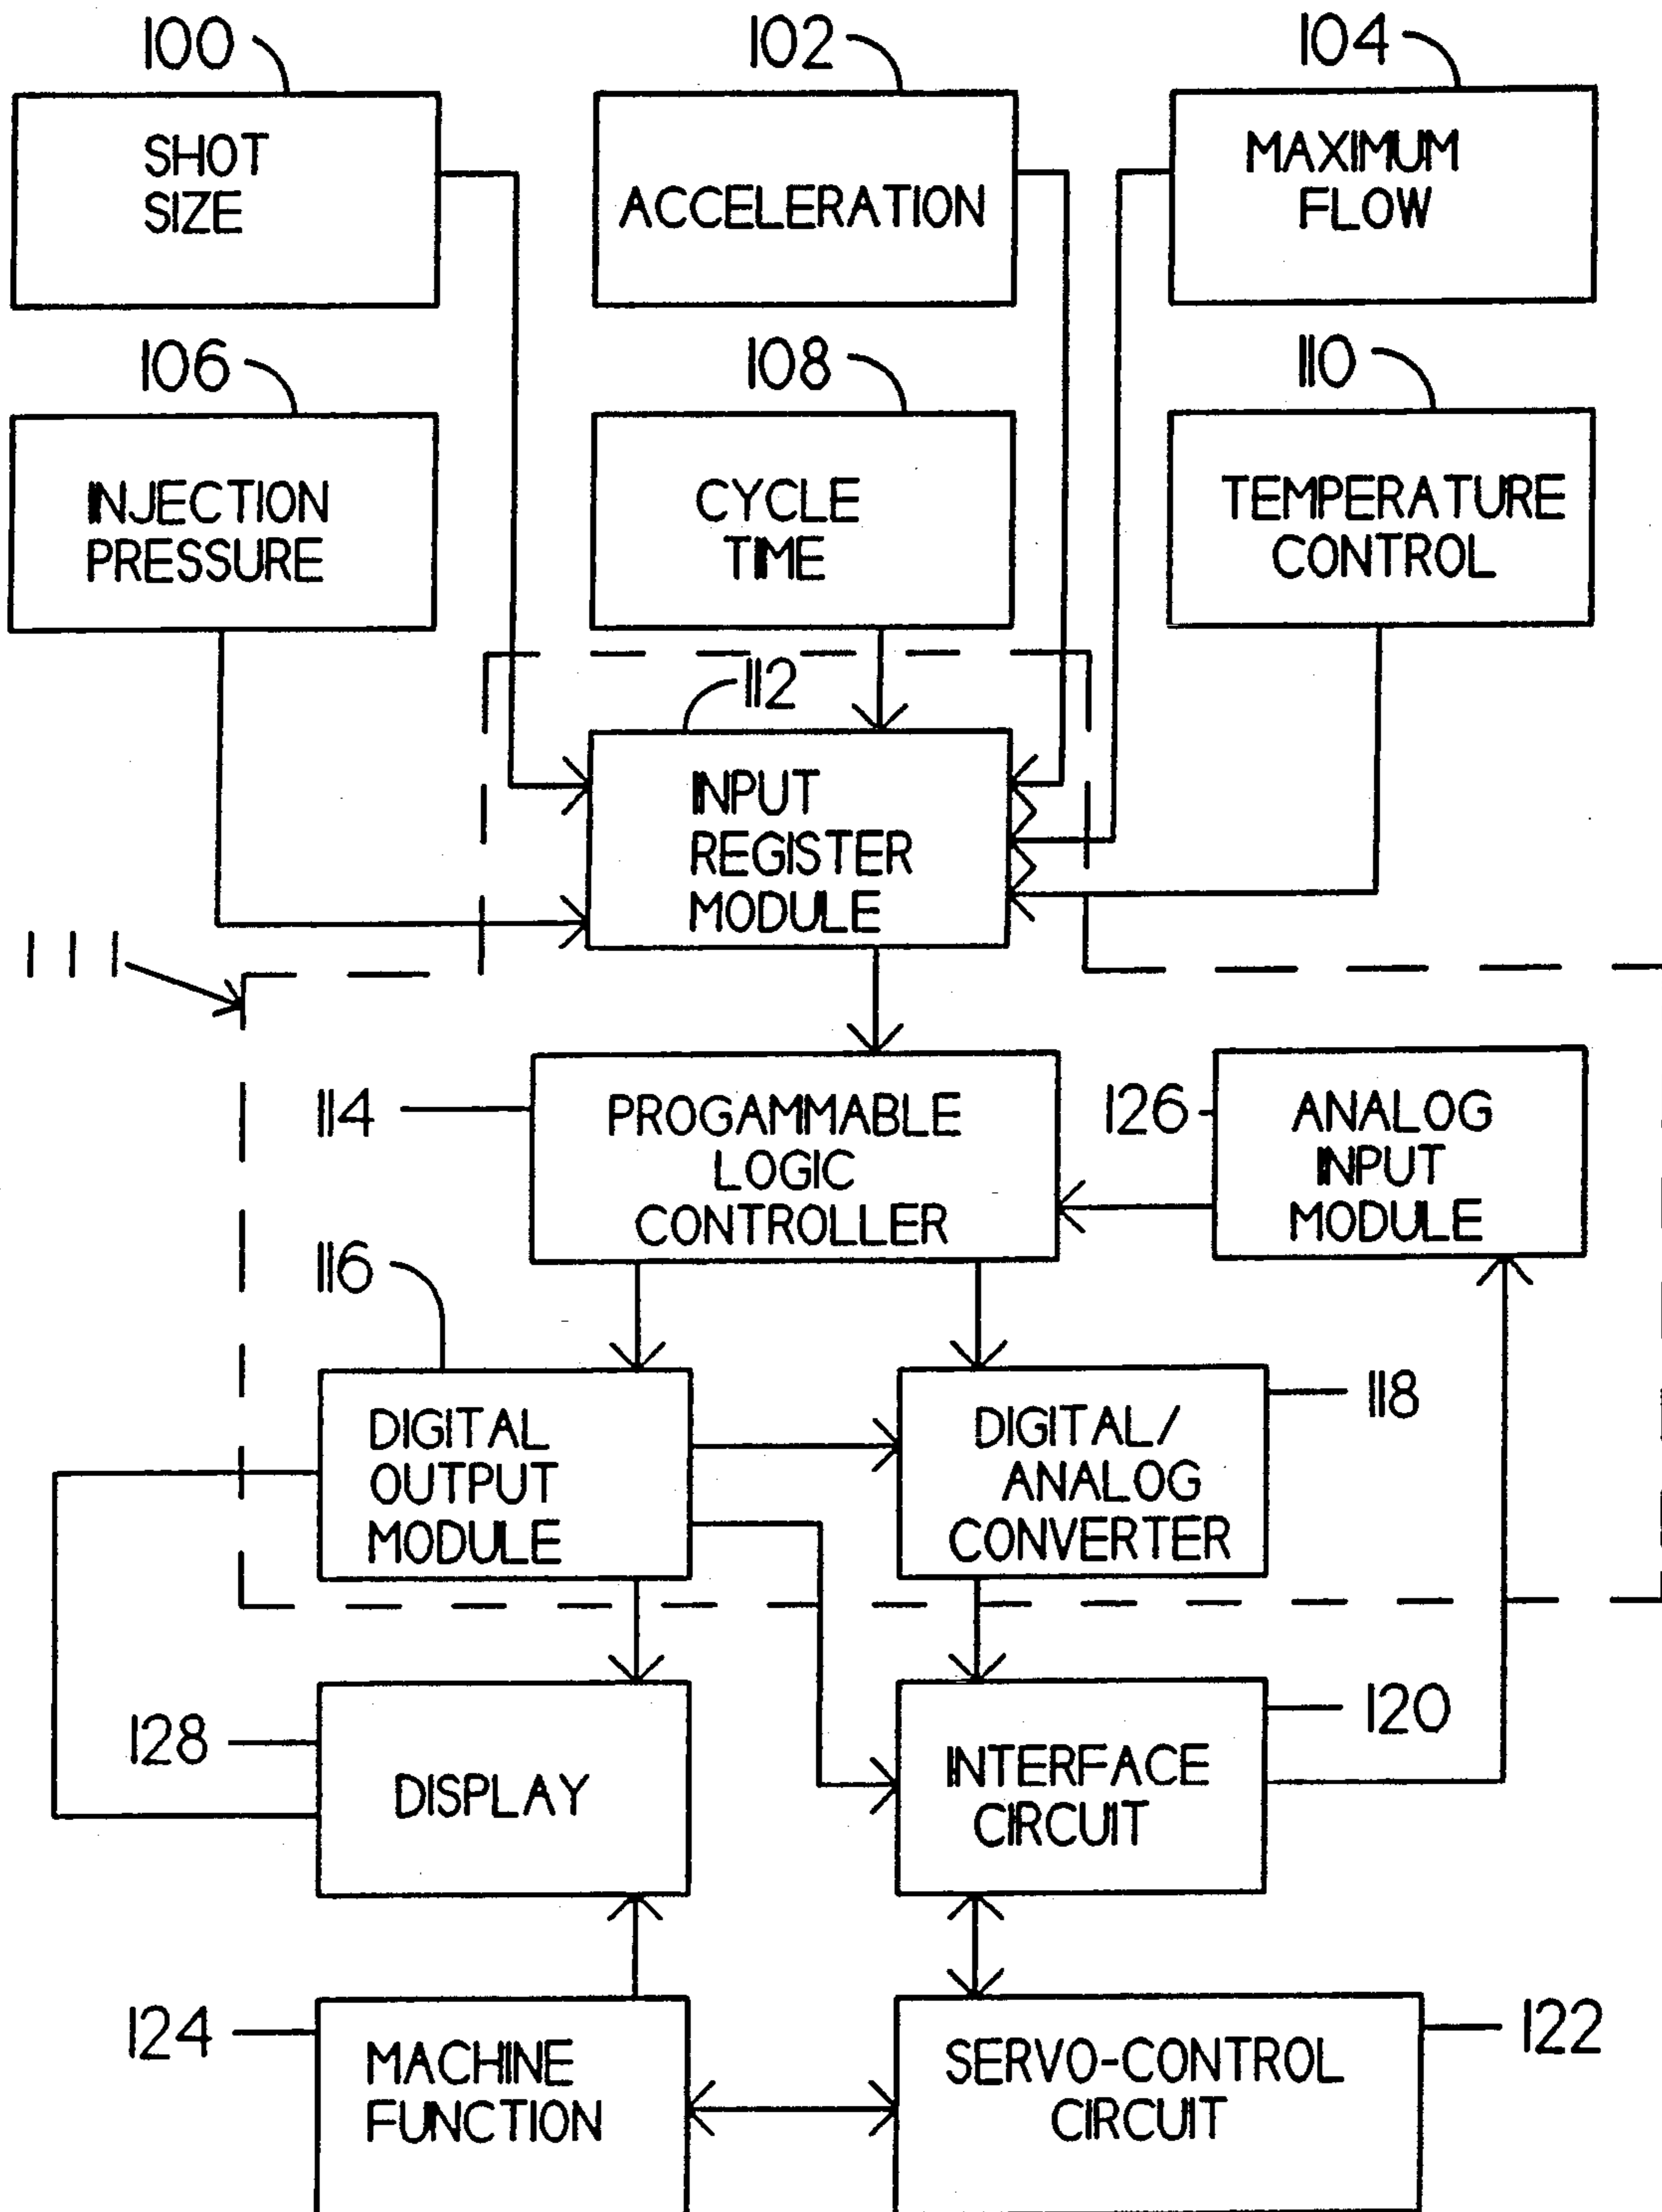 100
102
104
SHOT
SIZE
ACCELERATION
MAXIMUM
FLOW
106
108
110
INJECTION
PRESSURE
CYCLE
TIME
TEMPERATURE
CONTROL
112
INPUT
REGISTER
MODULE
111
114
PROGAMMABLE
LOGIC
CONTROLLER
126
ANALOG
INPUT
MODULE
116
118
DIGITAL
OUTPUT
MODULE
DIGITAL/
ANALOG
CONVERTER
128
DISPLAY
120
INTERFACE
CIRCUIT
124
MACHINE
FUNCTION
SERVO-CONTROL
CIRCUIT
122